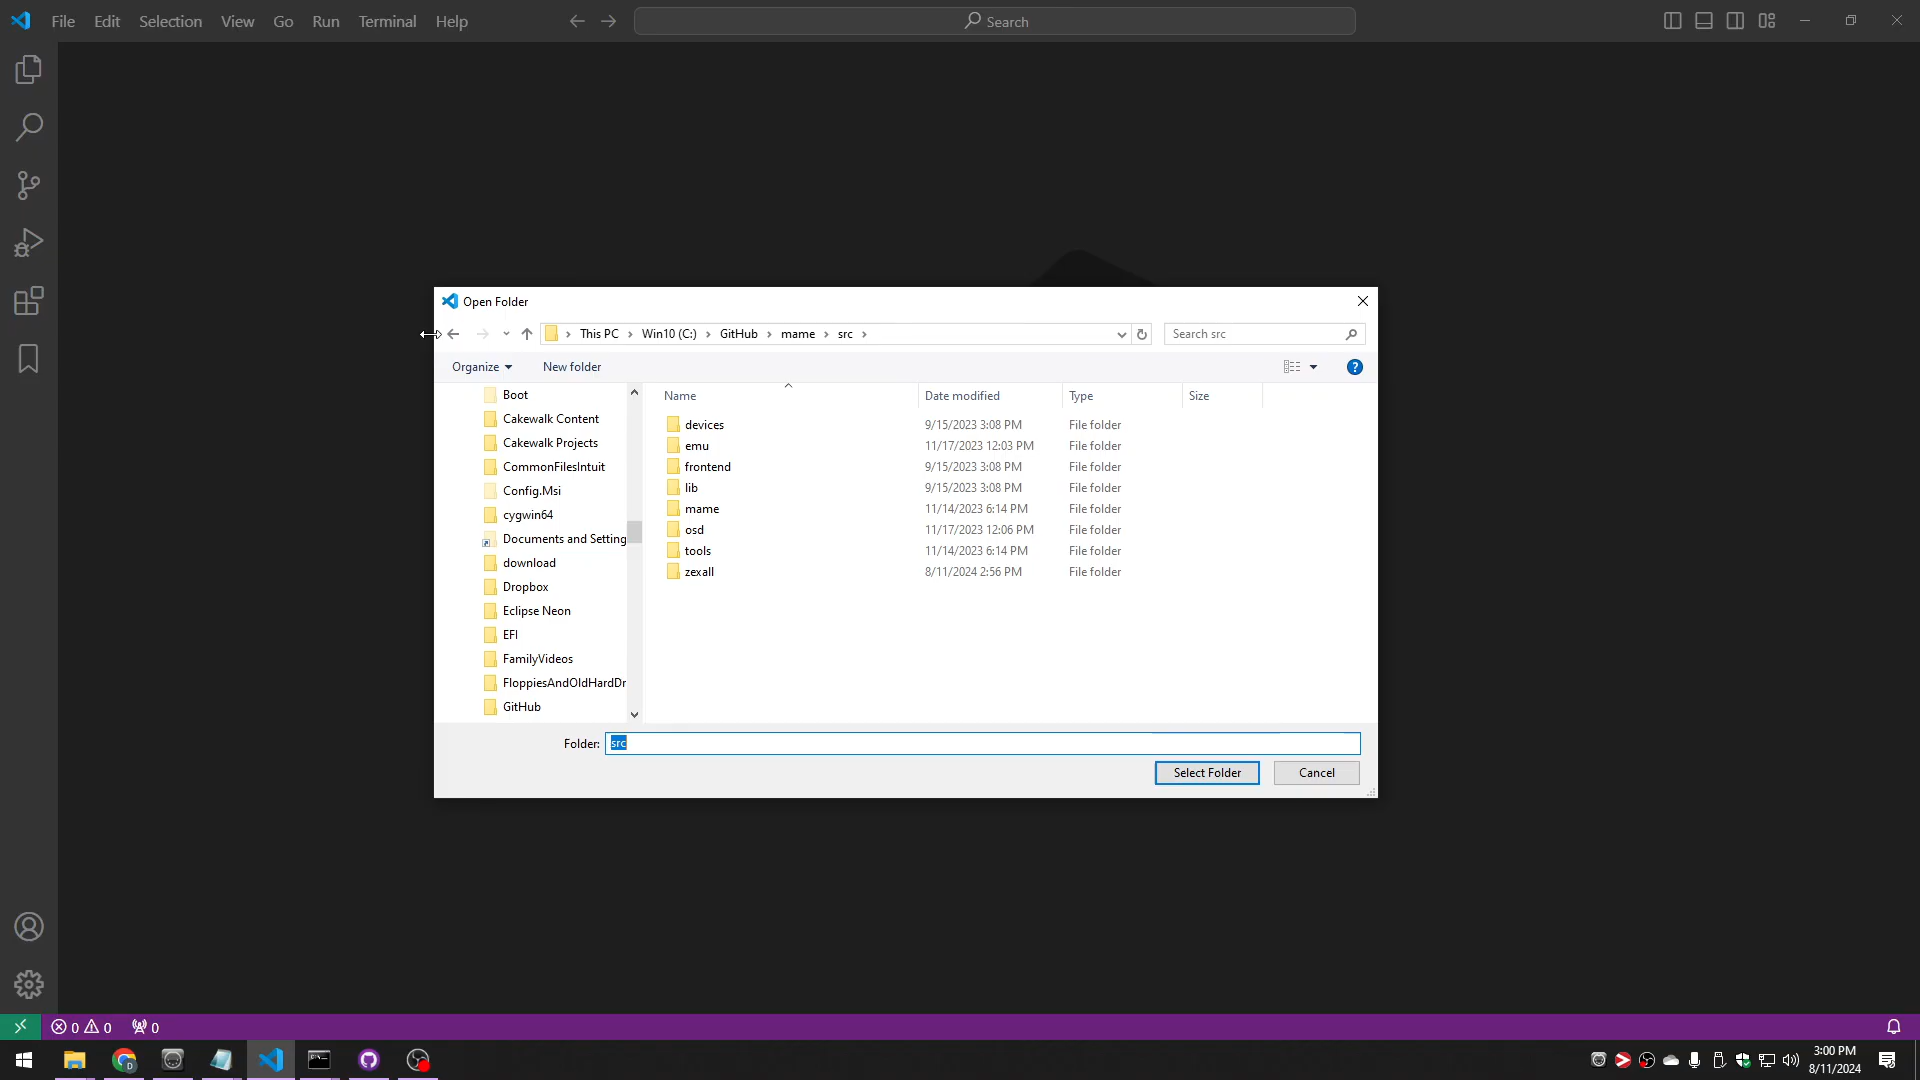 File Edit Selection View Go Run Terminal Help
Search
Open Folder
This PC > Win10 (C:) > GitHub > mame > src >
Search src
Organize
New folder
Boot
Cakewalk Content
Cakewalk Projects
CommonFilesIntuit
Config.Msi
cygwin64
Documents and Setting
download
Dropbox
Eclipse Neon
EFI
FamilyVideos
FloppiesAndOldHardDr
GitHub
Name Date modified Type Size
devices 9/15/2023 3:08 PM File folder
emu 11/17/2023 12:03 PM File folder
frontend 9/15/2023 3:08 PM File folder
lib 9/15/2023 3:08 PM File folder
mame 11/14/2023 6:14 PM File folder
osd 11/17/2023 12:06 PM File folder
tools 11/14/2023 6:14 PM File folder
zexall 8/11/2024 2:56 PM File folder
Folder: src
Select Folder Cancel
0 0 0
3:00 PM
8/11/2024